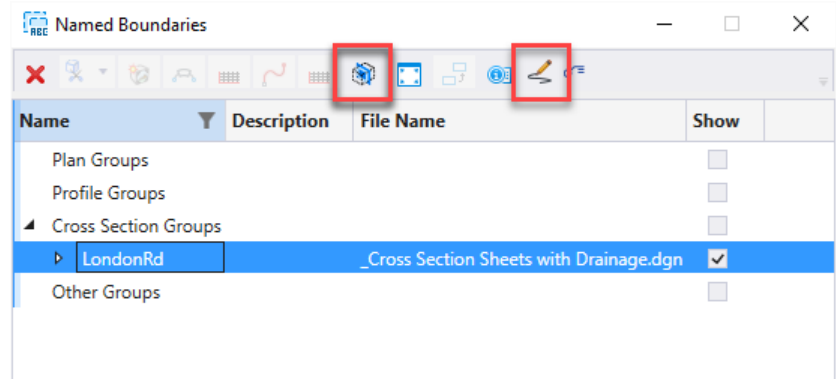 Named Boundaries
Name Description File Name Show
Plan Groups
Profile Groups
Cross Section Groups
LondonRd _Cross Section Sheets with Drainage.dgn
Other Groups